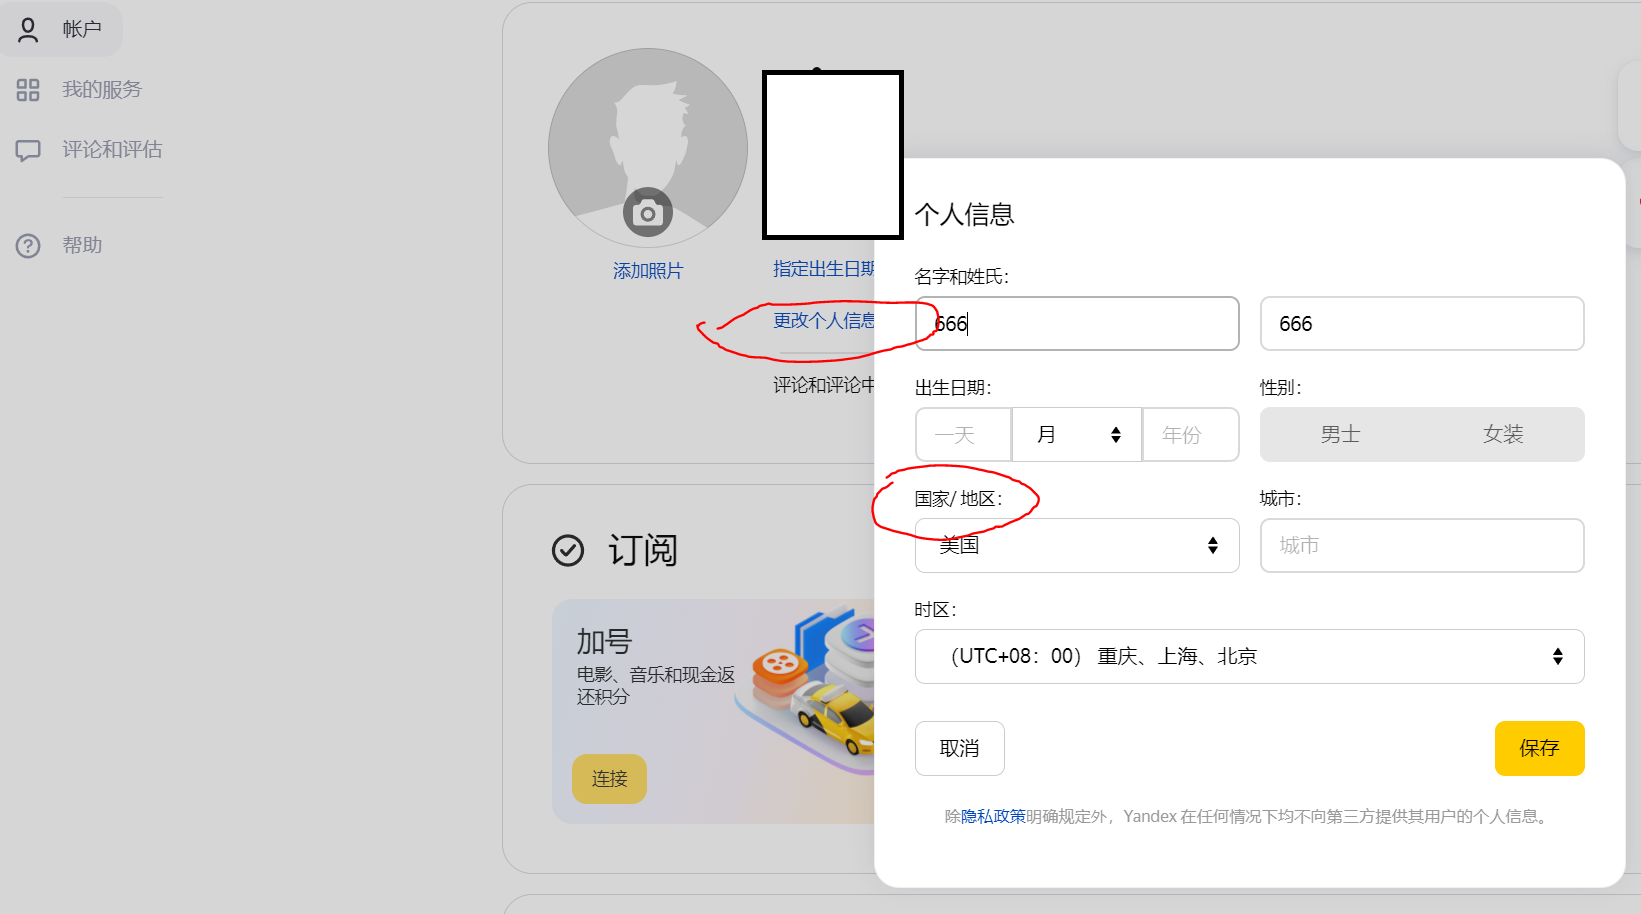 帐户
我的服务
评论和评估
帮助
添加照片
指定出生日期
更改个人信息
评论和评论中
订阅
加号
电影、音乐和现金返
还积分
连接
个人信息
名字和姓氏：
666
666
出生日期：
性别：
一天
月
年份
男士
女装
国家/ 地区：
城市：
美国
城市
时区：
（UTC+08：00） 重庆、上海、北京
取消
保存
除隐私政策明确规定外，Yandex 在任何情况下均不向第三方提供其用户的个人信息。